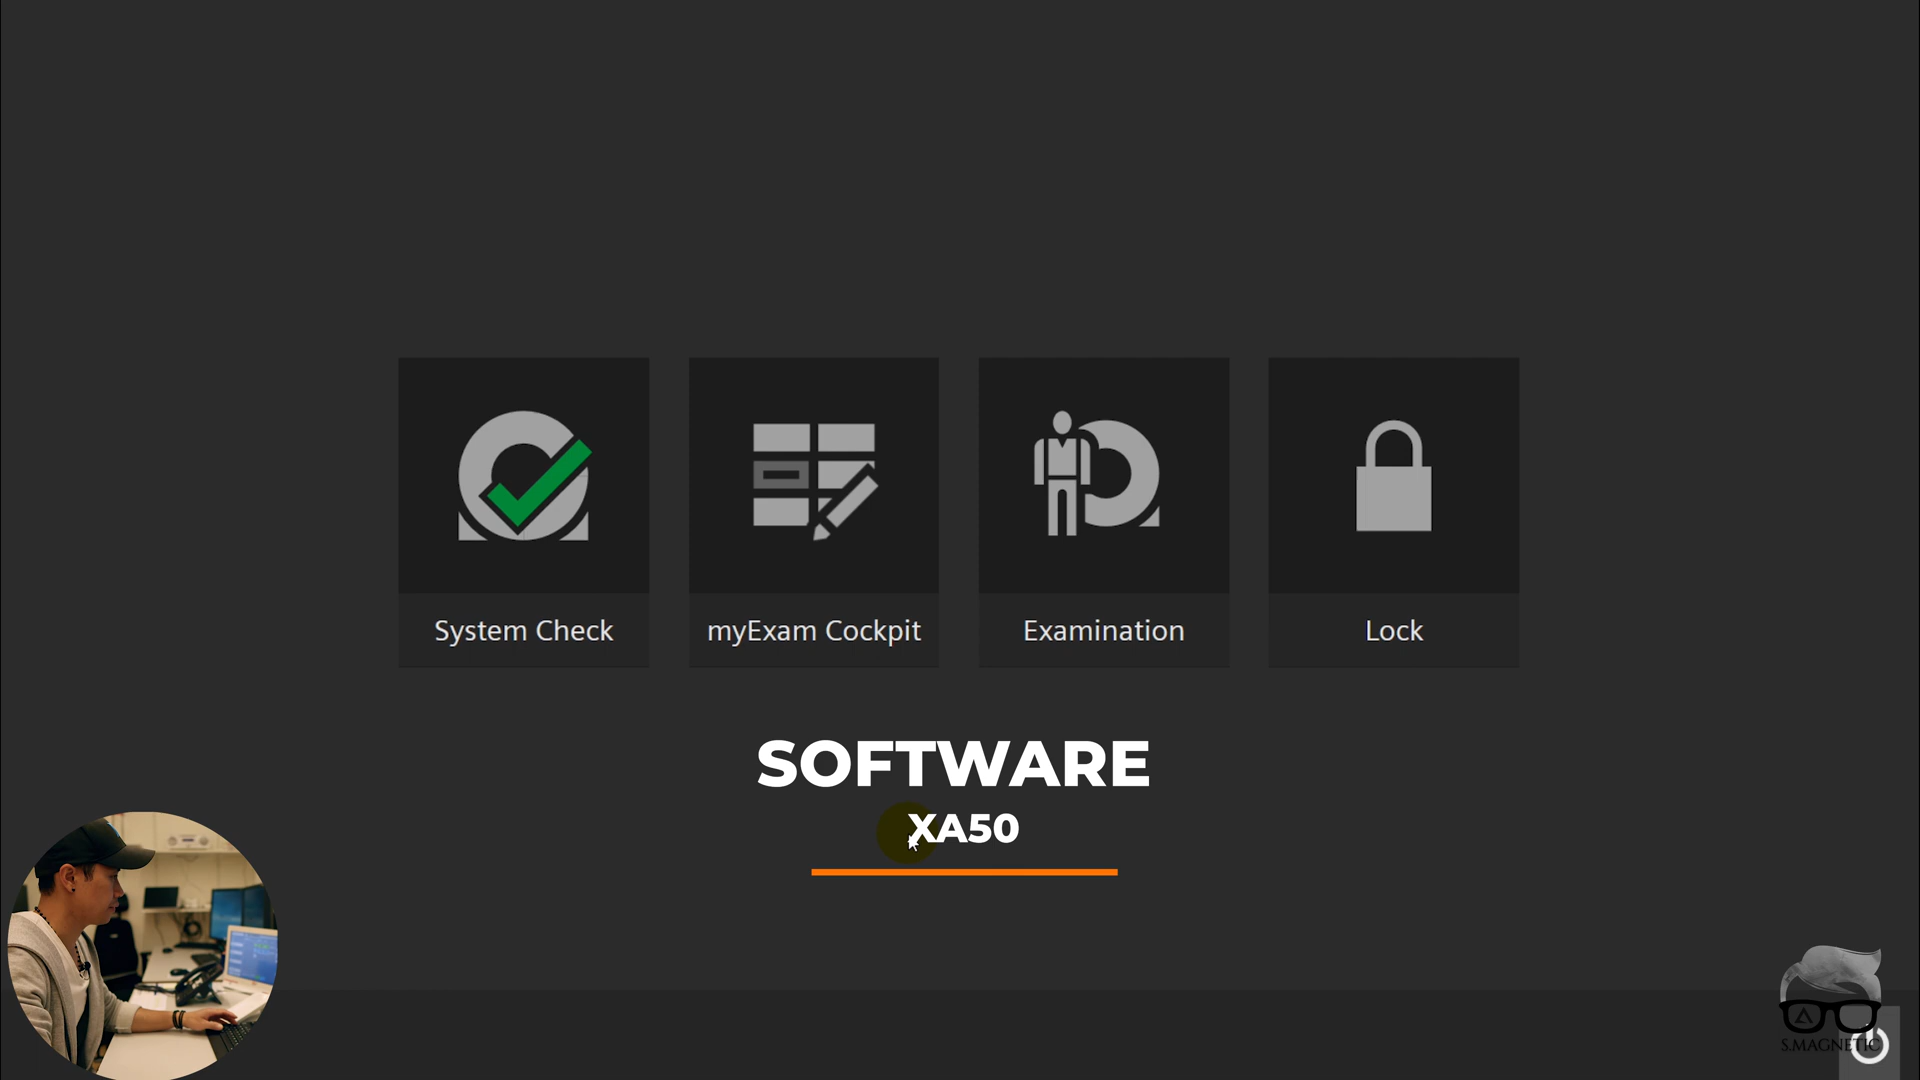 System Check
myExam Cockpit
Examination
Lock
SOFTWARE
XA50
S.MAGNETIC